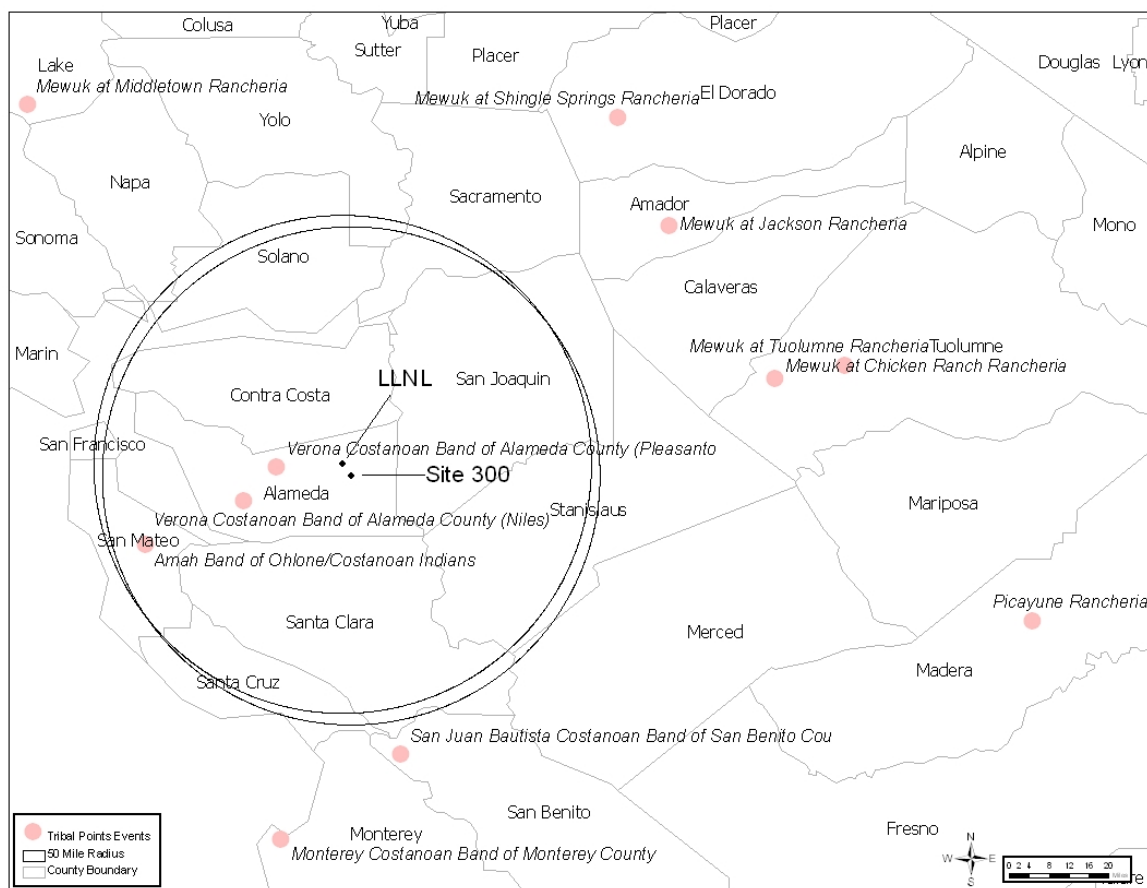 Colusa
Yuba
Placer
Sutter
Placer
Lake
Douglas
Lyon
Mewuk at Middletown Rancheria
Mewuk at Shingle Springs Rancheria
El Dorado
Yolo
Alpine
Napa
Sacramento
Amador
Mewuk at Jackson Rancheria
Mono
Sonoma
Solano
Calaveras
Mewuk at Tuolumne Rancheria
Tuolumne
Marin
Mewuk at Chicken Ranch Rancheria
LLNL
San Joaquin
Contra Costa
San Francisco
Verona Costanoan Band of Alameda County (Pleasanto
Site 300
Alameda
Mariposa
Stanislaus
Verona Costanoan Band of Alameda County (Niles)
San Mateo
Amah Band of Ohlone/Costanoan Indians
Picayune Rancheria
Santa Clara
Merced
Madera
Santa Cruz
San Juan Bautista Costanoan Band of San Benito Cou
San Benito
Fresno
Monterey
Monterey Costanoan Band of Monterey County
Tribal Points Events
50 Mile Radius
County Boundary
N
W
E
S
0 2 4 8 12 16 20
Miles